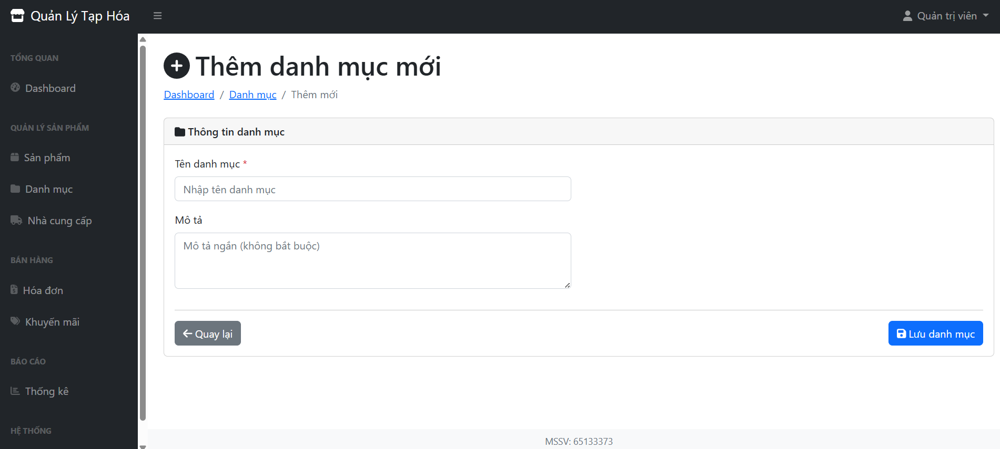 Quản Lý Tạp Hóa
Quản trị viên
TỔNG QUAN
Dashboard
QUẢN LÝ SẢN PHẨM
Sản phẩm
Danh mục
Nhà cung cấp
BÁN HÀNG
Hóa đơn
Khuyến mãi
BÁO CÁO
Thống kê
HỆ THỐNG
Thêm danh mục mới
Dashboard / Danh mục / Thêm mới
Thông tin danh mục
Tên danh mục *
Nhập tên danh mục
Mô tả
Mô tả ngắn (không bắt buộc)
Quay lại
Lưu danh mục
MSSV: 65133373